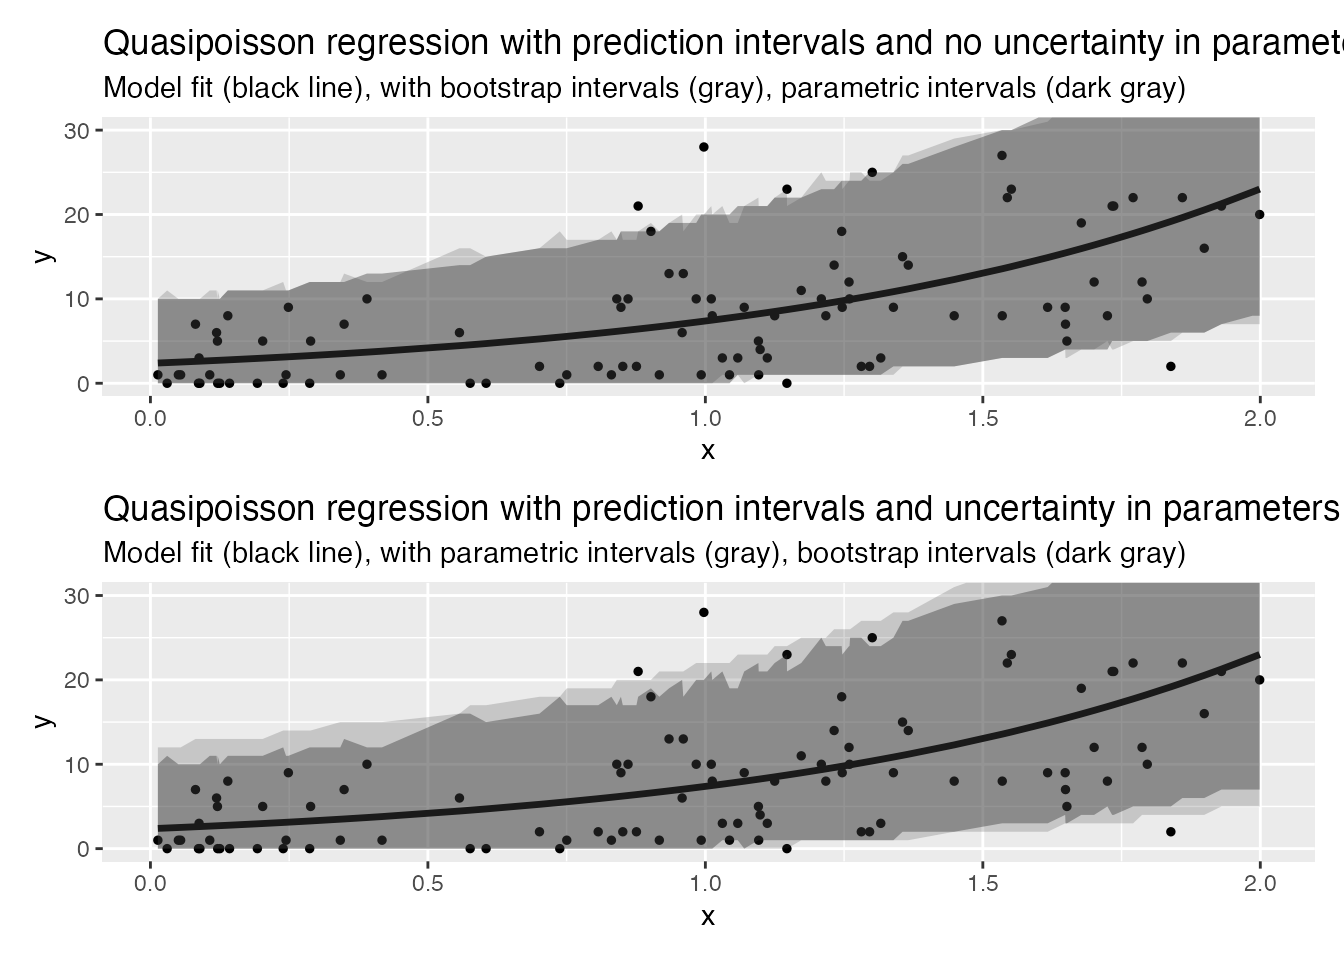 Quasipoisson regression with prediction intervals and no uncertainty in paramet
Model fit (black line), with bootstrap intervals (gray), parametric intervals (dark gray)
30
20
10
0
y
0.0 0.5 1.0 1.5 2.0
x
Quasipoisson regression with prediction intervals and uncertainty in parameters
Model fit (black line), with parametric intervals (gray), bootstrap intervals (dark gray)
30
20
10
0
y
0.0 0.5 1.0 1.5 2.0
x